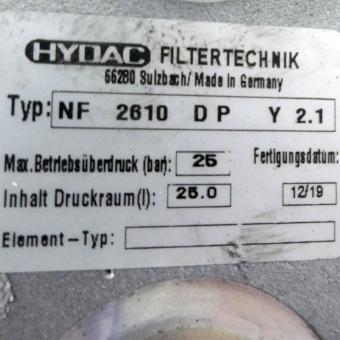 HYDAC FILTERTECHNIK
66280 Sulzbach/ Made in Germany
Typ: NF 2610 D P Y 2.1
Max.Betriebsüberdruck (bar): 25 Fertigungsdatum:
Inhalt Druckraum(l): 25.0 12/19
Element-Typ: